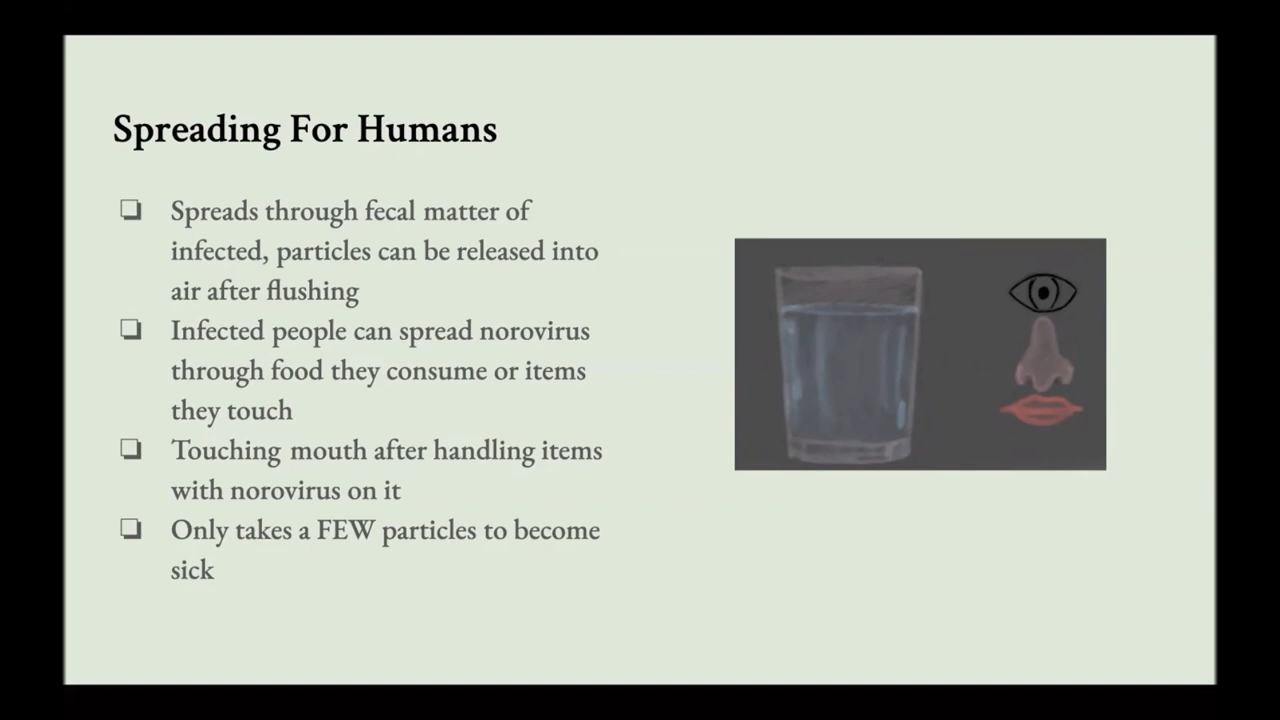 Spreading For Humans
❏ Spreads through fecal matter of
infected, particles can be released into
air after flushing
❏ Infected people can spread norovirus
through food they consume or items
they touch
❏ Touching mouth after handling items
with norovirus on it
❏ Only takes a FEW particles to become
sick